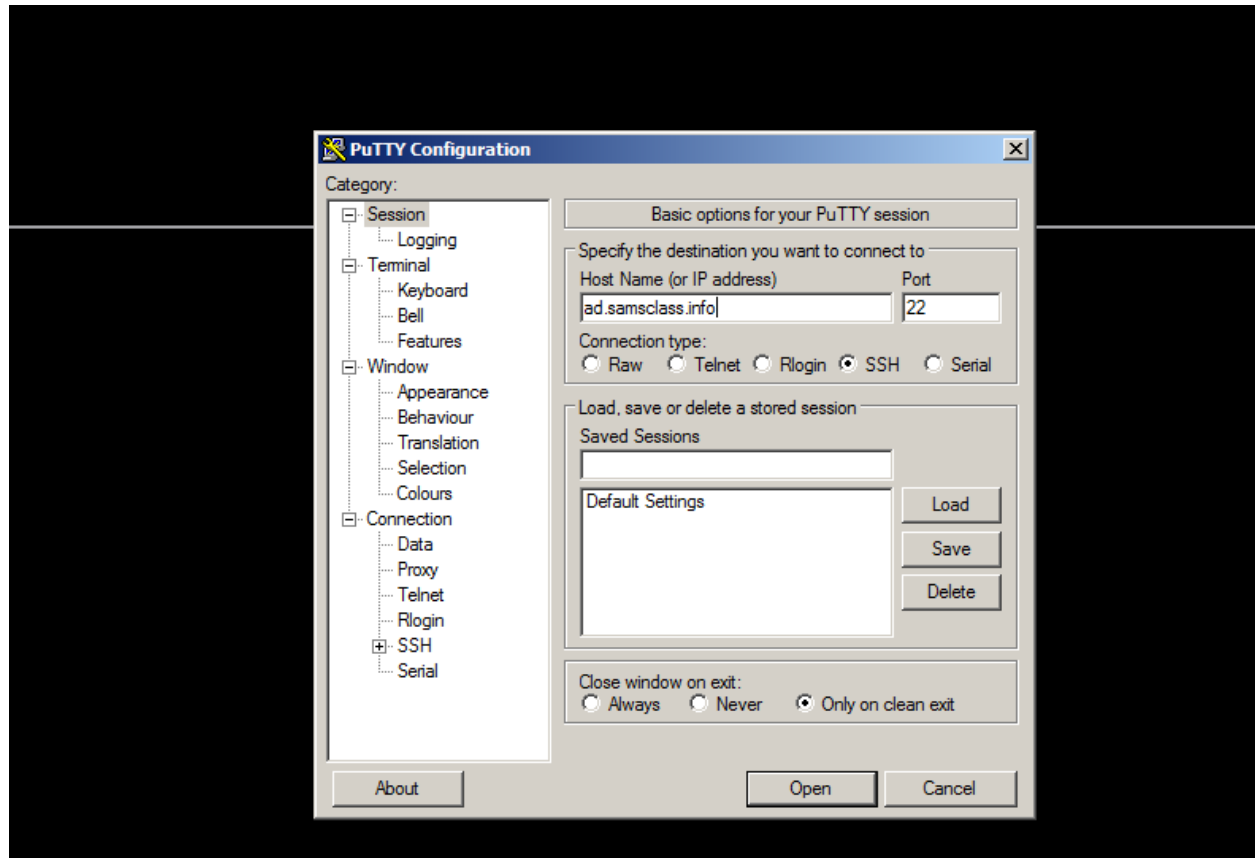 PuTTY Configuration
Category:
Session
Logging
Terminal
Keyboard
Bell
Features
Window
Appearance
Behaviour
Translation
Selection
Colours
Connection
Data
Proxy
Telnet
Rlogin
SSH
Serial
Basic options for your PuTTY session
Specify the destination you want to connect to
Host Name (or IP address) Port
ad.samsclass.info 22
Connection type:
Raw Telnet Rlogin SSH Serial
Load, save or delete a stored session
Saved Sessions
Default Settings
Load
Save
Delete
Close window on exit:
Always Never Only on clean exit
About Open Cancel